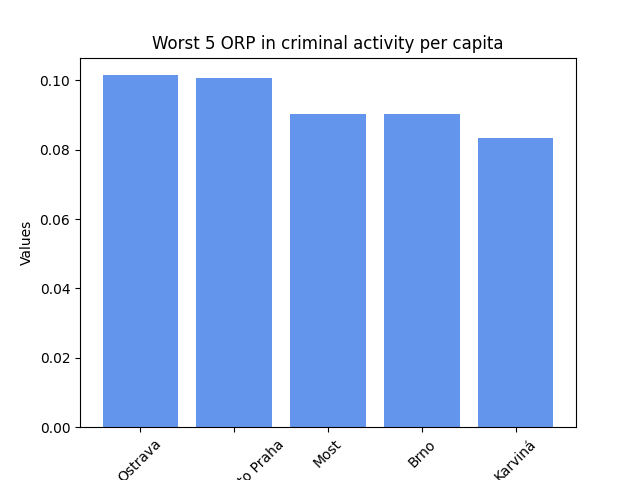 Worst 5 ORP in criminal activity per capita
Values
0.10
0.08
0.06
0.04
0.02
0.00
Ostrava
Praha
Most
Brno
Karviná